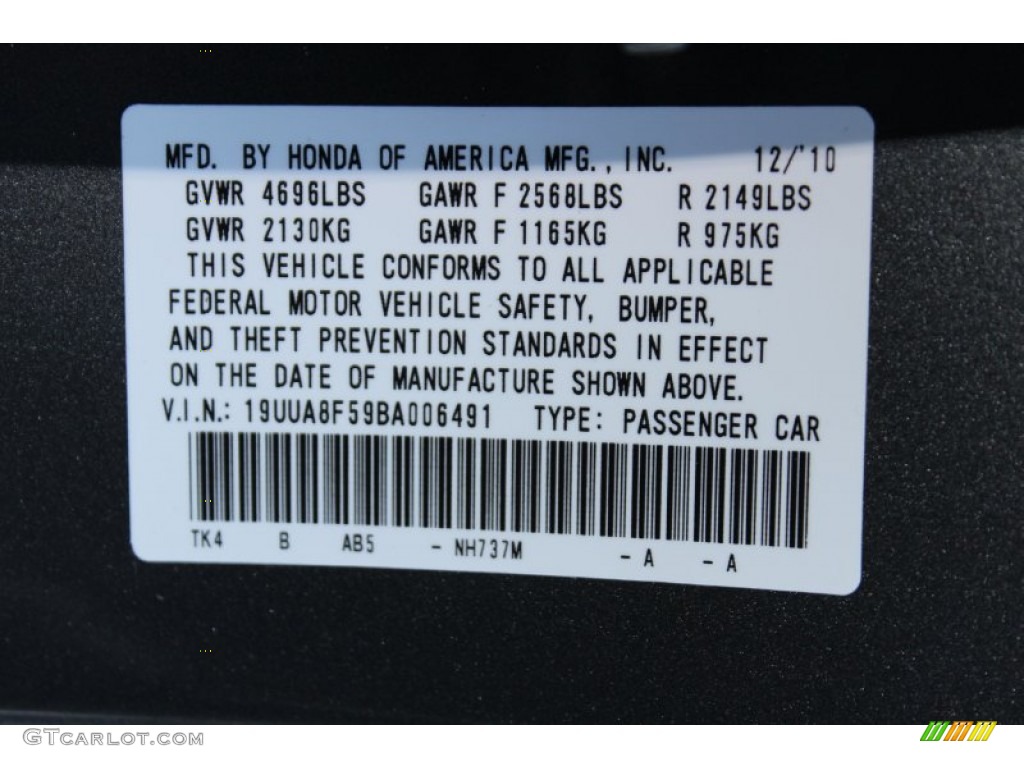 MFD. BY HONDA OF AMERICA MFG., INC. 12/'10
GVWR 4696LBS GAWR F 2568LBS R 2149LBS
GVWR 2130KG GAWR F 1165KG R 975KG
THIS VEHICLE CONFORMS TO ALL APPLICABLE
FEDERAL MOTOR VEHICLE SAFETY, BUMPER,
AND THEFT PREVENTION STANDARDS IN EFFECT
ON THE DATE OF MANUFACTURE SHOWN ABOVE.
V.I.N.: 19UUA8F59BA006491 TYPE: PASSENGER CAR
TK4 B AB5 - NH737M - A - A
GTCARLOT.COM